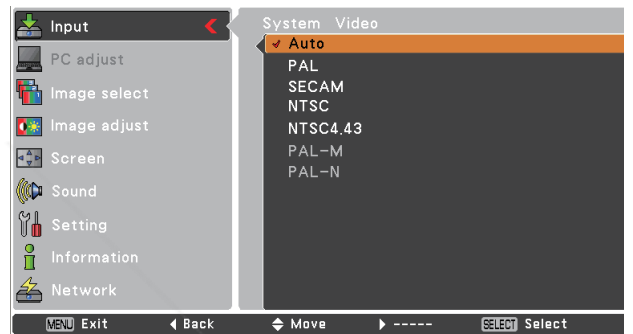 Input
PC adjust
Image select
Image adjust
Screen
Sound
Setting
Information
Network
System Video
Auto
PAL
SECAM
NTSC
NTSC4.43
PAL-M
PAL-N
MENU Exit Back Move ----- SELECT Select